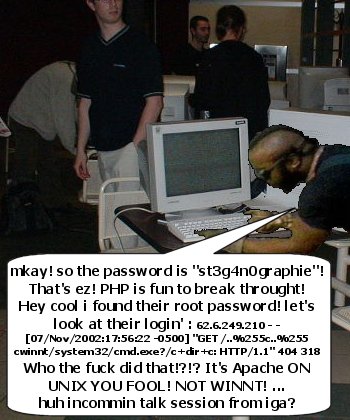 mkay! so the password is "st3g4n0graphie"!
That's ez! PHP is fun to break throught!
Hey cool i found their root password! let's
look at their login' : 62.6.249.210 - -
[07/Nov/2002:17:56:22 -0500] "GET /..%255c..%255
cwinnt/system32/cmd.exe?/c+dir+c: HTTP/1.1" 404 318
Who the fuck did that!?!? It's Apache ON
UNIX YOU FOOL! NOT WINNT! ...
huh incommin talk session from iga?